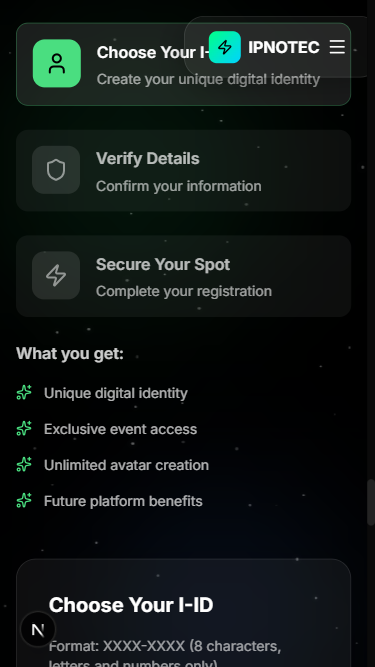 Choose Your I-
IPNOTEC
Create your unique digital identity
Verify Details
Confirm your information
Secure Your Spot
Complete your registration
What you get:
Unique digital identity
Exclusive event access
Unlimited avatar creation
Future platform benefits
Choose Your I-ID
Format: XXXX-XXXX (8 characters,
letters and numbers only)
N